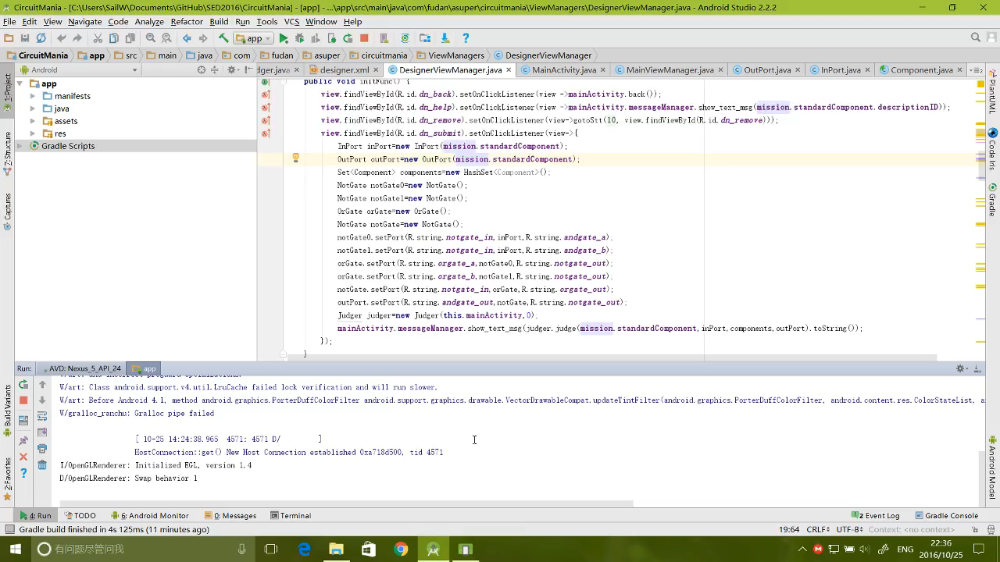 CircuitMania - [C:\Users\SailW\Documents\GitHub\SED2016\CircuitMania] - [app] - ...\app\src\main\java\com\fudan\asuper\circuitmania\ViewManagers\DesignerViewManager.java - Android Studio 2.2.2
File Edit View Navigate Code Analyze Refactor Build Run Tools VCS Window Help
app
CircuitMania app src main java com fudan asuper circuitmania ViewManagers DesignerViewManager
Android
dger.java designer.xml DesignerViewManager.java MainActivity.java MainViewManager.java OutPort.java InPort.java Component.java
app
manifests
java
assets
res
Gradle Scripts
public void initFunc() {
view.findViewById(R.id.dn_back).setOnClickListener(view ->mainActivity.back());
view.findViewById(R.id.dn_help).setOnClickListener(view ->mainActivity.messageManager.show_text_msg(mission.standardComponent.descriptionID));
view.findViewById(R.id.dn_remove).setOnClickListener(view->gotoStt(10, view.findViewById(R.id.dn_remove)));
view.findViewById(R.id.dn_submit).setOnClickListener(view->{
InPort inPort=new InPort(mission.standardComponent);
OutPort outPort=new OutPort(mission.standardComponent);
Set<Component> components=new HashSet<Component>();
NotGate notGate0=new NotGate();
NotGate notGate1=new NotGate();
OrGate orGate=new OrGate();
NotGate notGate=new NotGate();
notGate0.setPort(R.string.notgate_in,inPort,R.string.andgate_a);
notGate1.setPort(R.string.notgate_in,inPort,R.string.andgate_b);
orGate.setPort(R.string.orgate_a,notGate0,R.string.notgate_out);
orGate.setPort(R.string.orgate_b,notGate1,R.string.notgate_out);
notGate.setPort(R.string.notgate_in,orGate,R.string.orgate_out);
outPort.setPort(R.string.andgate_out,notGate,R.string.notgate_out);
Judger judger=new Judger(this.mainActivity,0);
mainActivity.messageManager.show_text_msg(judger.judge(mission.standardComponent,inPort,components,outPort).toString());
});
}
1: Project
7: Structure
Captures
Build Variants
2: Favorites
PlantUML
Code Iris
Gradle
Android Model
Run: AVD: Nexus_5_API_24 app
W/art: Class android.support.v4.util.LruCache failed lock verification and will run slower.
W/art: Before Android 4.1, method android.graphics.PorterDuffColorFilter android.support.graphics.drawable.VectorDrawableCompat.updateTintFilter(android.graphics.PorterDuffColorFilter, android.content.res.ColorStateList, a
W/gralloc_ranchu: Gralloc pipe failed
[ 10-25 14:24:38.965 4571: 4571 D/ ]
HostConnection::get() New Host Connection established 0xa718d500, tid 4571
I/OpenGLRenderer: Initialized EGL, version 1.4
D/OpenGLRenderer: Swap behavior 1
4: Run TODO 6: Android Monitor 0: Messages Terminal 2 Event Log Gradle Console
Gradle build finished in 4s 125ms (11 minutes ago) 19:64 CRLF÷ UTF-8÷ Context: <no context>
有问题尽管问我
22:36
2016/10/25